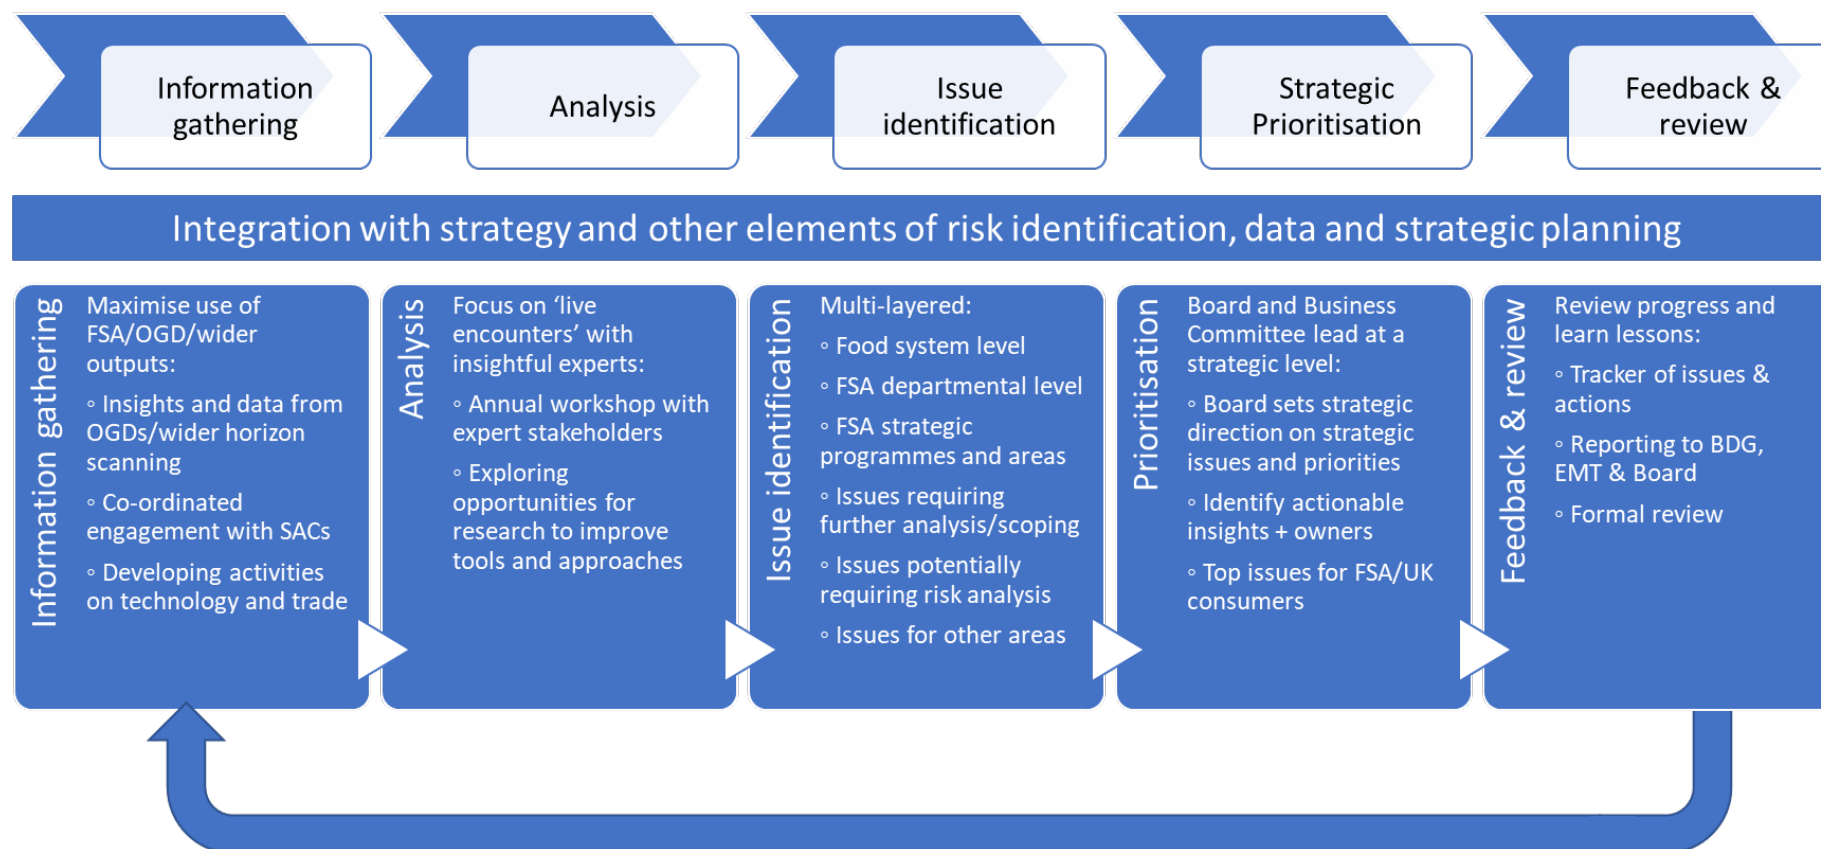 Information
gathering
Analysis
Issue
identification
Strategic
Prioritisation
Feedback &
review
Integration with strategy and other elements of risk identification, data and strategic planning
Information gathering
Maximise use of
FSA/OGD/wider
outputs:
◦ Insights and data from
OGDs/wider horizon
scanning
◦ Co-ordinated
engagement with SACs
◦ Developing activities
on technology and trade
Analysis
Focus on ‘live
encounters’ with
insightful experts:
◦ Annual workshop with
expert stakeholders
◦ Exploring
opportunities for
research to improve
tools and approaches
Issue identification
Multi-layered:
◦ Food system level
◦ FSA departmental level
◦ FSA strategic
programmes and areas
◦ Issues requiring
further analysis/scoping
◦ Issues potentially
requiring risk analysis
◦ Issues for other areas
Prioritisation
Board and Business
Committee lead at a
strategic level:
◦ Board sets strategic
direction on strategic
issues and priorities
◦ Identify actionable
insights + owners
◦ Top issues for FSA/UK
consumers
Feedback & review
Review progress and
learn lessons:
◦ Tracker of issues &
actions
◦ Reporting to BDG,
EMT & Board
◦ Formal review